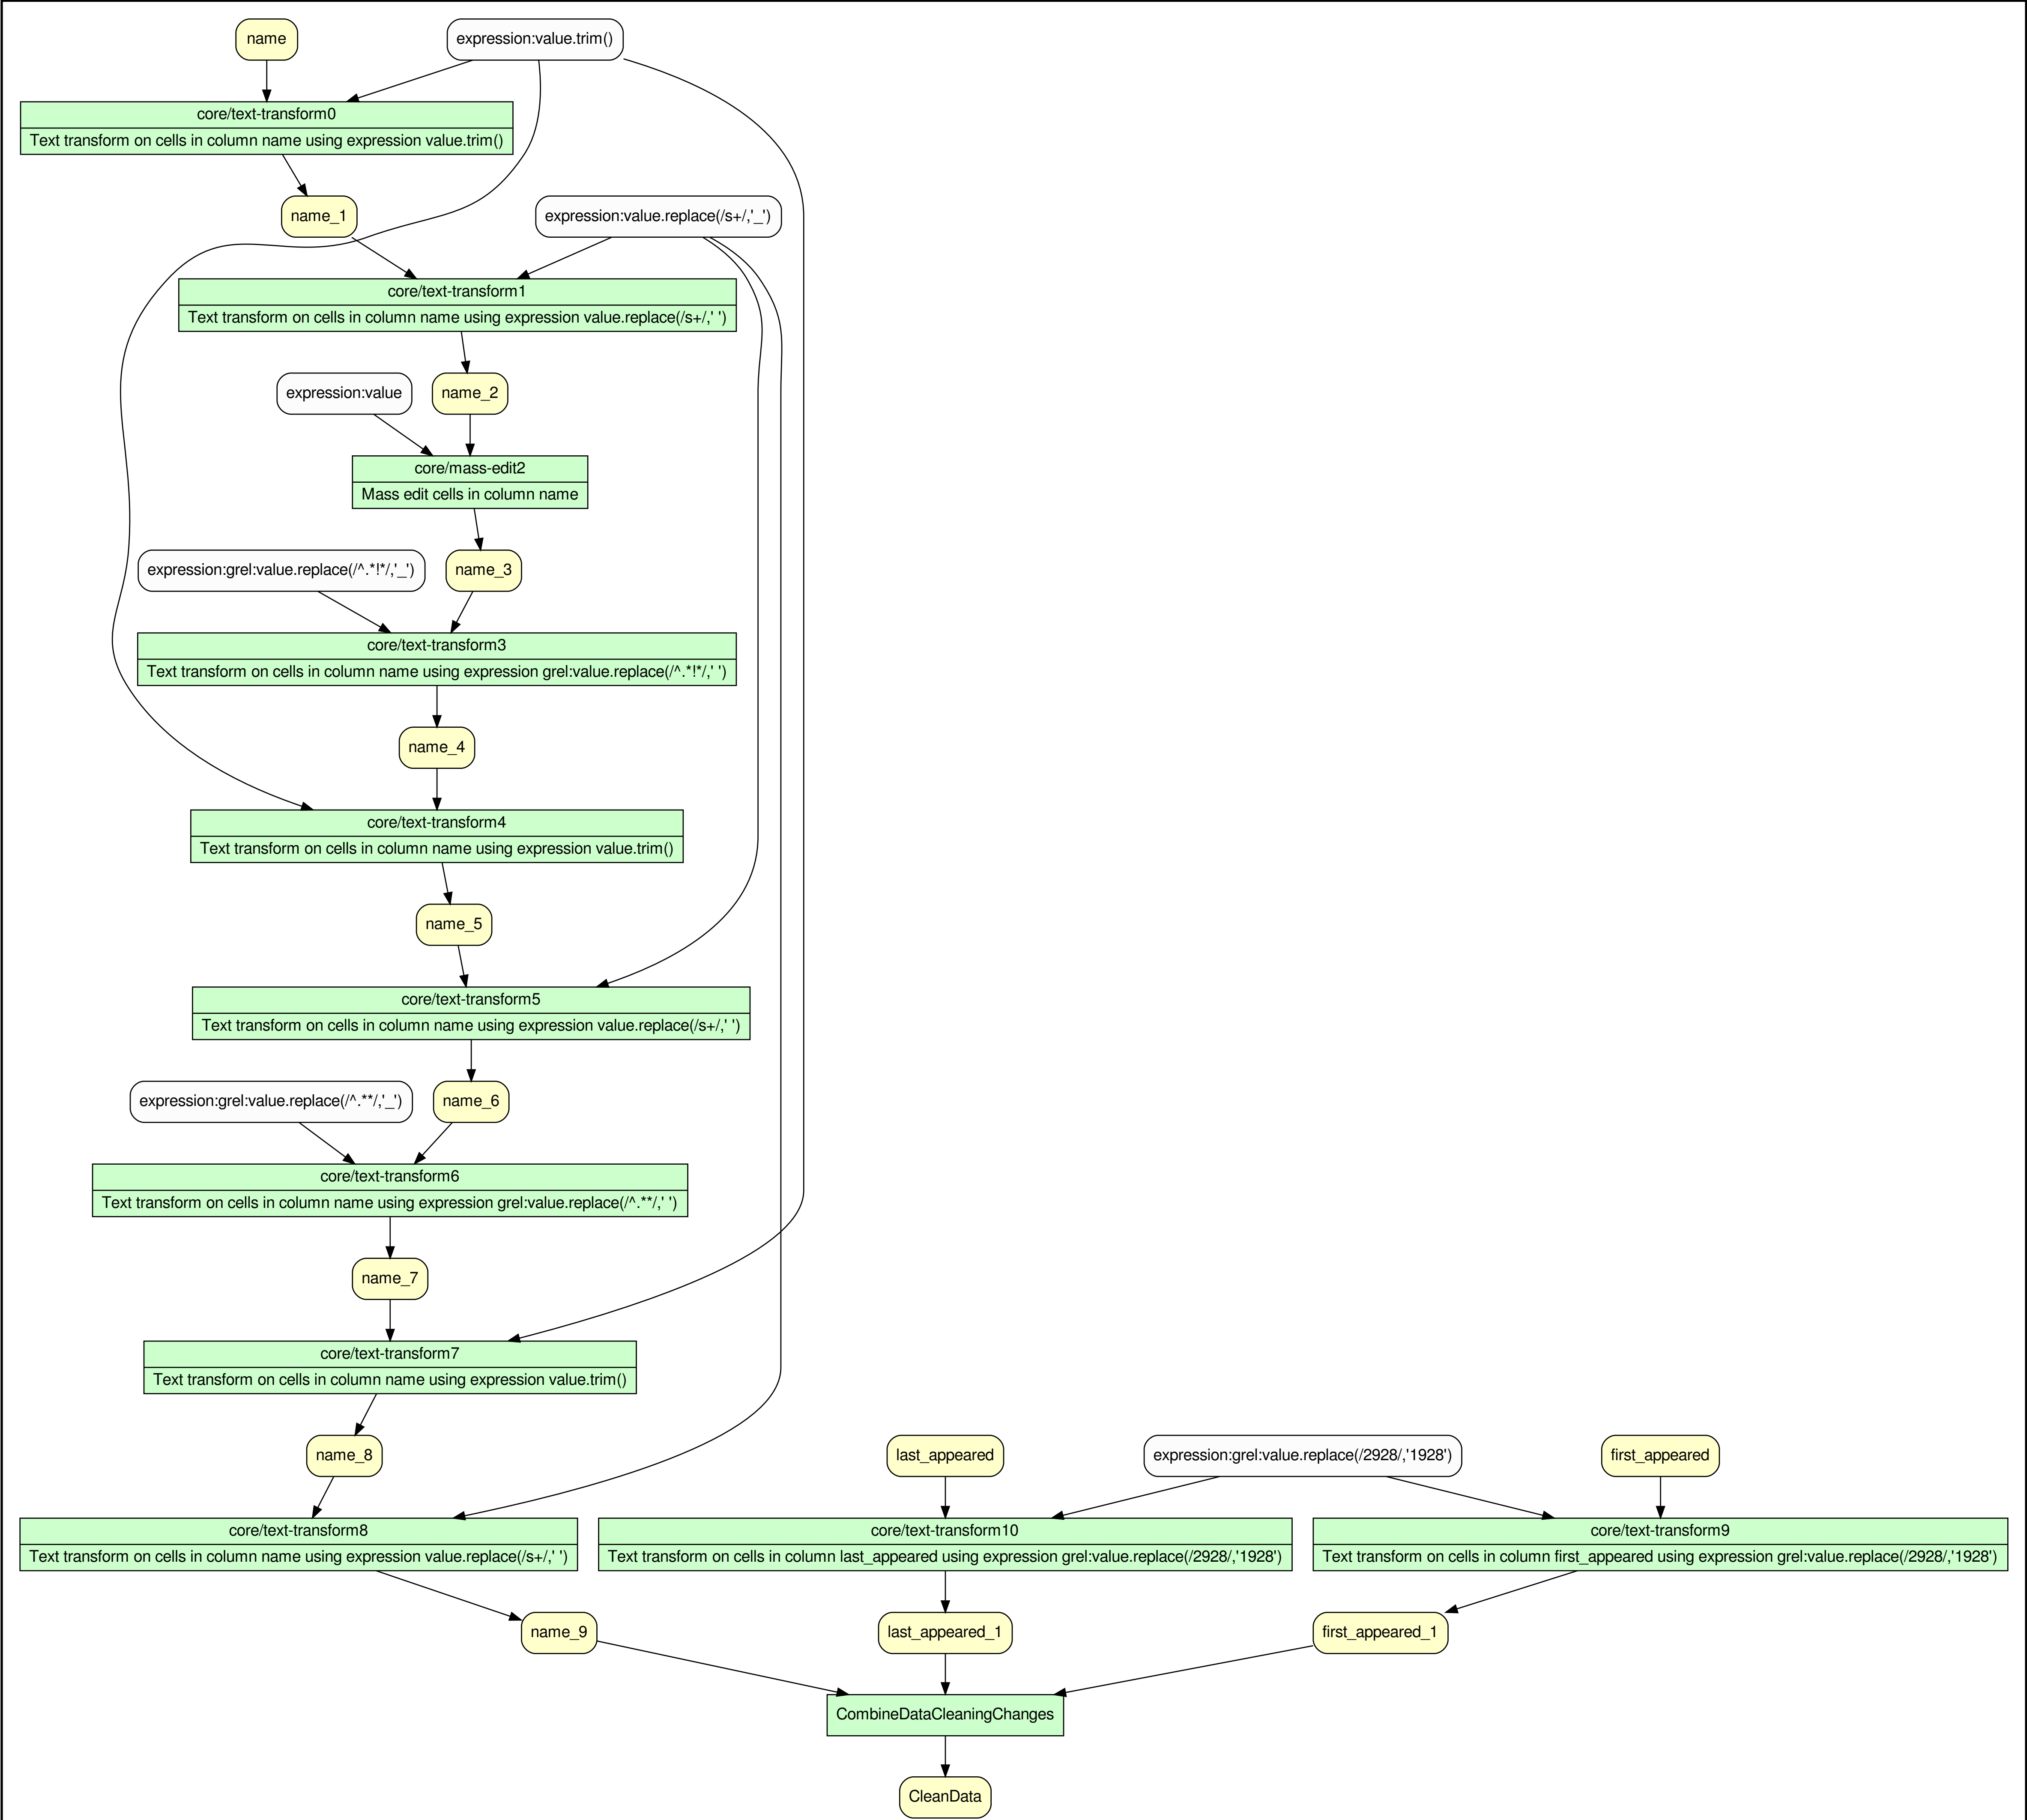 name
expression:value.trim()
core/text-transform0
Text transform on cells in column name using expression value.trim()
name_1
expression:value.replace(/s+/,'_')
core/text-transform1
Text transform on cells in column name using expression value.replace(/s+/,' ')
expression:value
name_2
core/mass-edit2
Mass edit cells in column name
expression:grel:value.replace(/^.*!*/,'_')
name_3
core/text-transform3
Text transform on cells in column name using expression grel:value.replace(/^.*!*/,' ')
name_4
core/text-transform4
Text transform on cells in column name using expression value.trim()
name_5
core/text-transform5
Text transform on cells in column name using expression value.replace(/s+/,' ')
expression:grel:value.replace(/^.**/,'_')
name_6
core/text-transform6
Text transform on cells in column name using expression grel:value.replace(/^.**/,' ')
name_7
core/text-transform7
Text transform on cells in column name using expression value.trim()
name_8
last_appeared
expression:grel:value.replace(/2928/,'1928')
first_appeared
core/text-transform8
Text transform on cells in column name using expression value.replace(/s+/,' ')
core/text-transform10
Text transform on cells in column last_appeared using expression grel:value.replace(/2928/,'1928')
core/text-transform9
Text transform on cells in column first_appeared using expression grel:value.replace(/2928/,'1928')
name_9
last_appeared_1
first_appeared_1
CombineDataCleaningChanges
CleanData